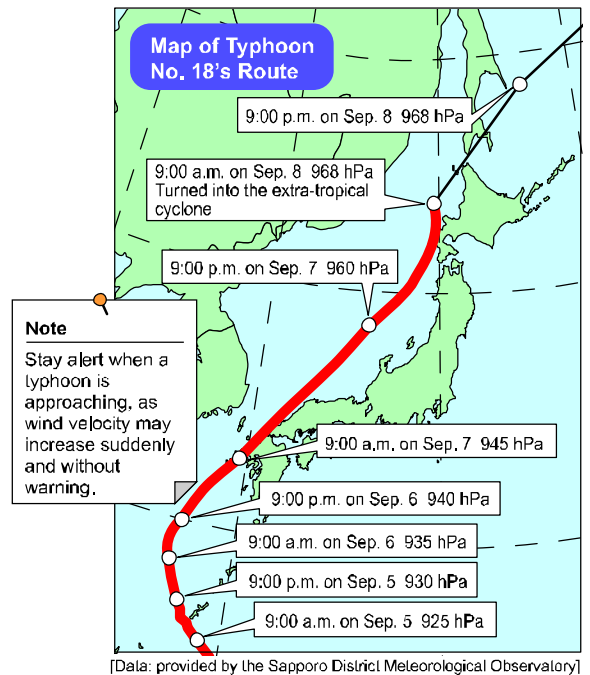 Map of Typhoon
No. 18's Route
9:00 p.m. on Sep. 8 968 hPa
9:00 a.m. on Sep. 8 968 hPa
Turned into the extra-tropical
cyclone
9:00 p.m. on Sep. 7 960 hPa
Note
Stay alert when a
typhoon is
approaching, as
wind velocity may
increase suddenly
and without
warning.
9:00 a.m. on Sep. 7 945 hPa
9:00 p.m. on Sep. 6 940 hPa
9:00 a.m. on Sep. 6 935 hPa
9:00 p.m. on Sep. 5 930 hPa
9:00 a.m. on Sep. 5 925 hPa
[Data: provided by the Sapporo District Meteorological Observatory]